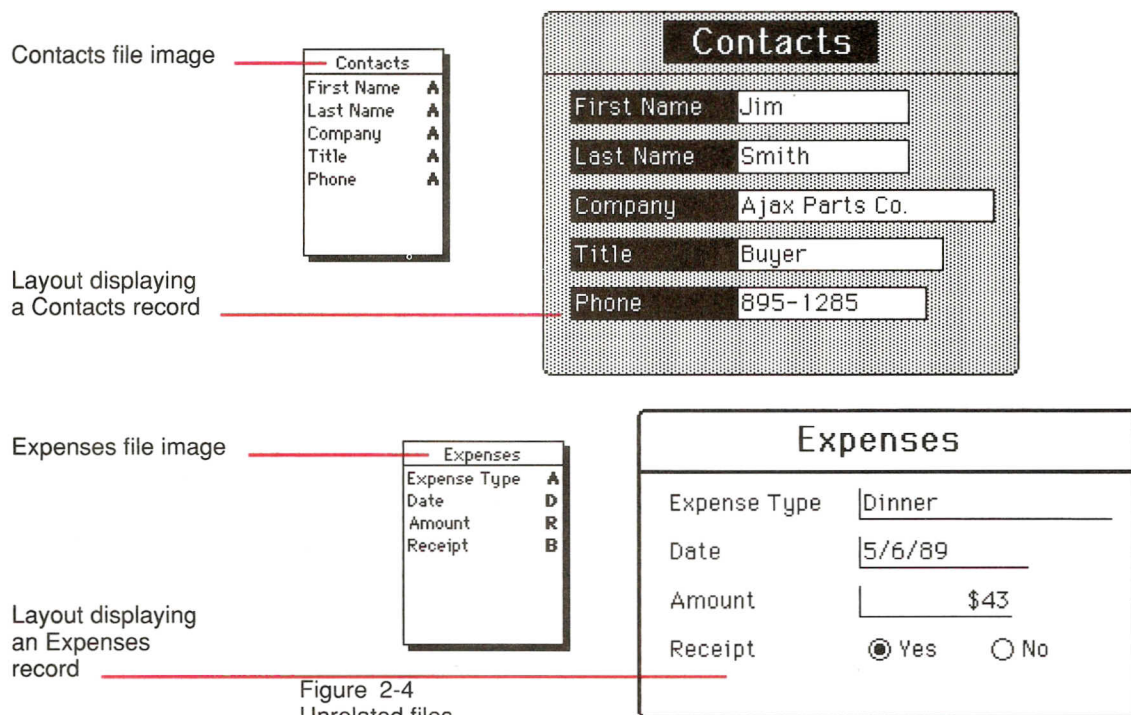 Contacts file image
Contacts
First Name A
Last Name A
Company A
Title A
Phone A
Layout displaying
a Contacts record
Contacts
First Name Jim
Last Name Smith
Company Ajax Parts Co.
Title Buyer
Phone 895-1285
Expenses file image
Expenses
Expense Type A
Date D
Amount R
Receipt B
Layout displaying
an Expenses
record
Expenses
Expense Type Dinner
Date 5/6/89
Amount $43
Receipt Yes No
Figure 2-4
Unrelated files